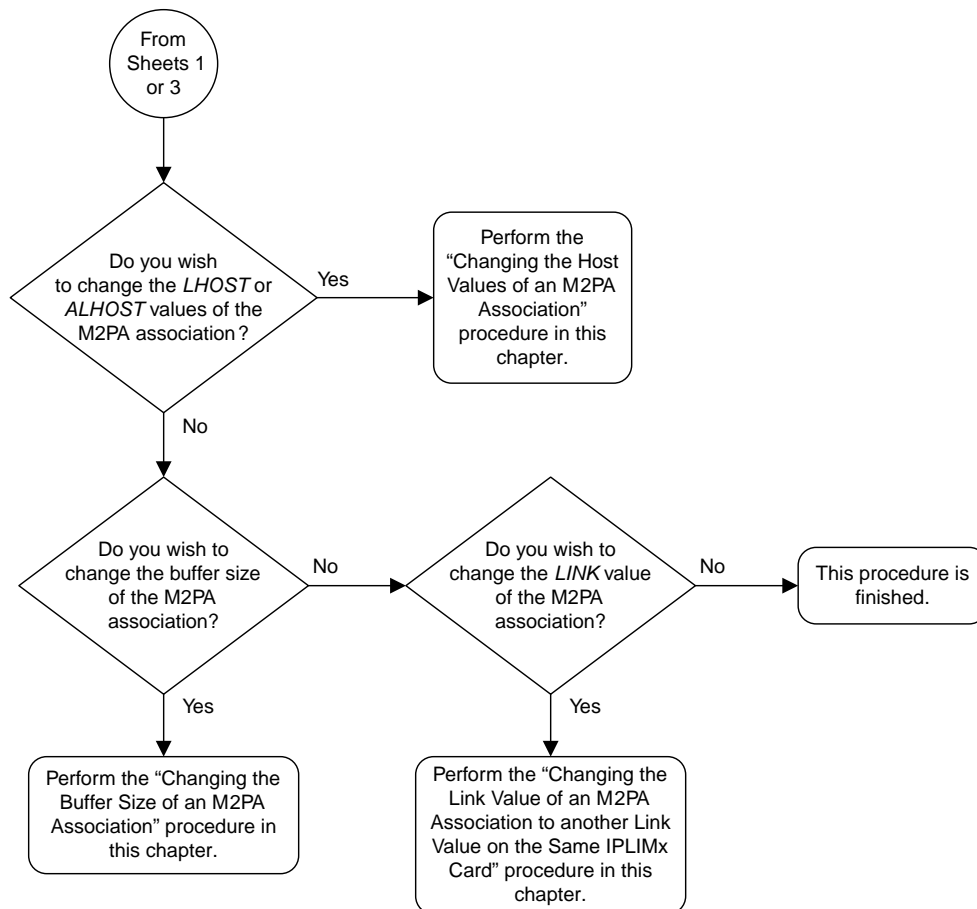 From
Sheets 1
or 3
Do you wish
to change the LHOST or
ALHOST values of the
M2PA association?
Yes
Perform the
“Changing the Host
Values of an M2PA
Association”
procedure in this
chapter.
No
Do you wish to
change the buffer size
of the M2PA
association?
No
Do you wish to
change the LINK value
of the M2PA
association?
No
This procedure is
finished.
Yes
Perform the “Changing the
Buffer Size of an M2PA
Association” procedure in
this chapter.
Yes
Perform the “Changing the
Link Value of an M2PA
Association to another Link
Value on the Same IPLIMx
Card” procedure in this
chapter.